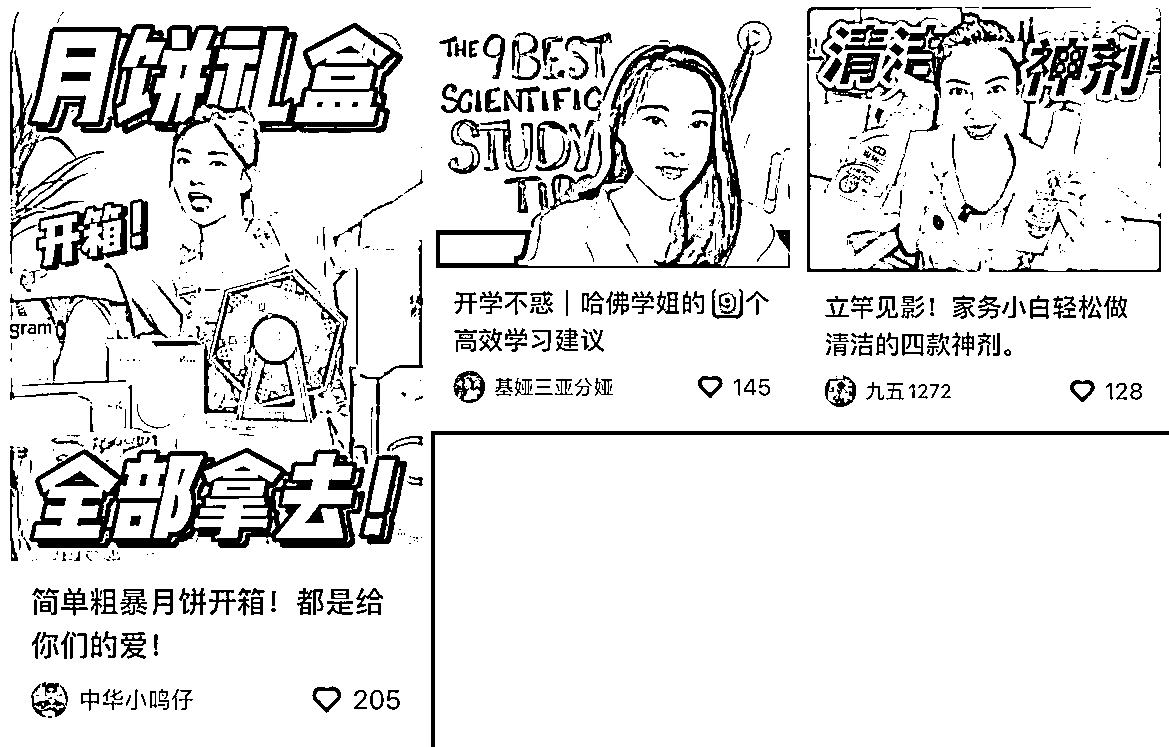 月饼礼盒
开箱!
gram
全部拿去!
简单粗暴月饼开箱！都是给
你们的爱！
中华小鸣仔
205
THE 9 BEST
SCIENTIFIC
STUDY
开学不惑｜哈佛学姐的 9 个
高效学习建议
基娅三亚分娅
145
清洁神剂
立竿见影！家务小白轻松做
清洁的四款神剂。
九五1272
128